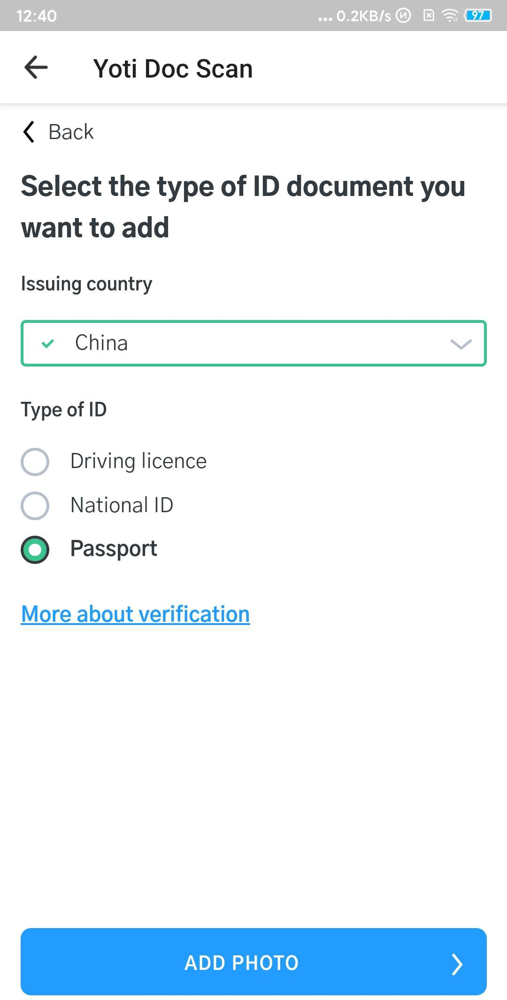 12:40
... 0.2KB/s 97
Yoti Doc Scan
Back
Select the type of ID document you
want to add
Issuing country
China
Type of ID
Driving licence
National ID
Passport
More about verification
ADD PHOTO